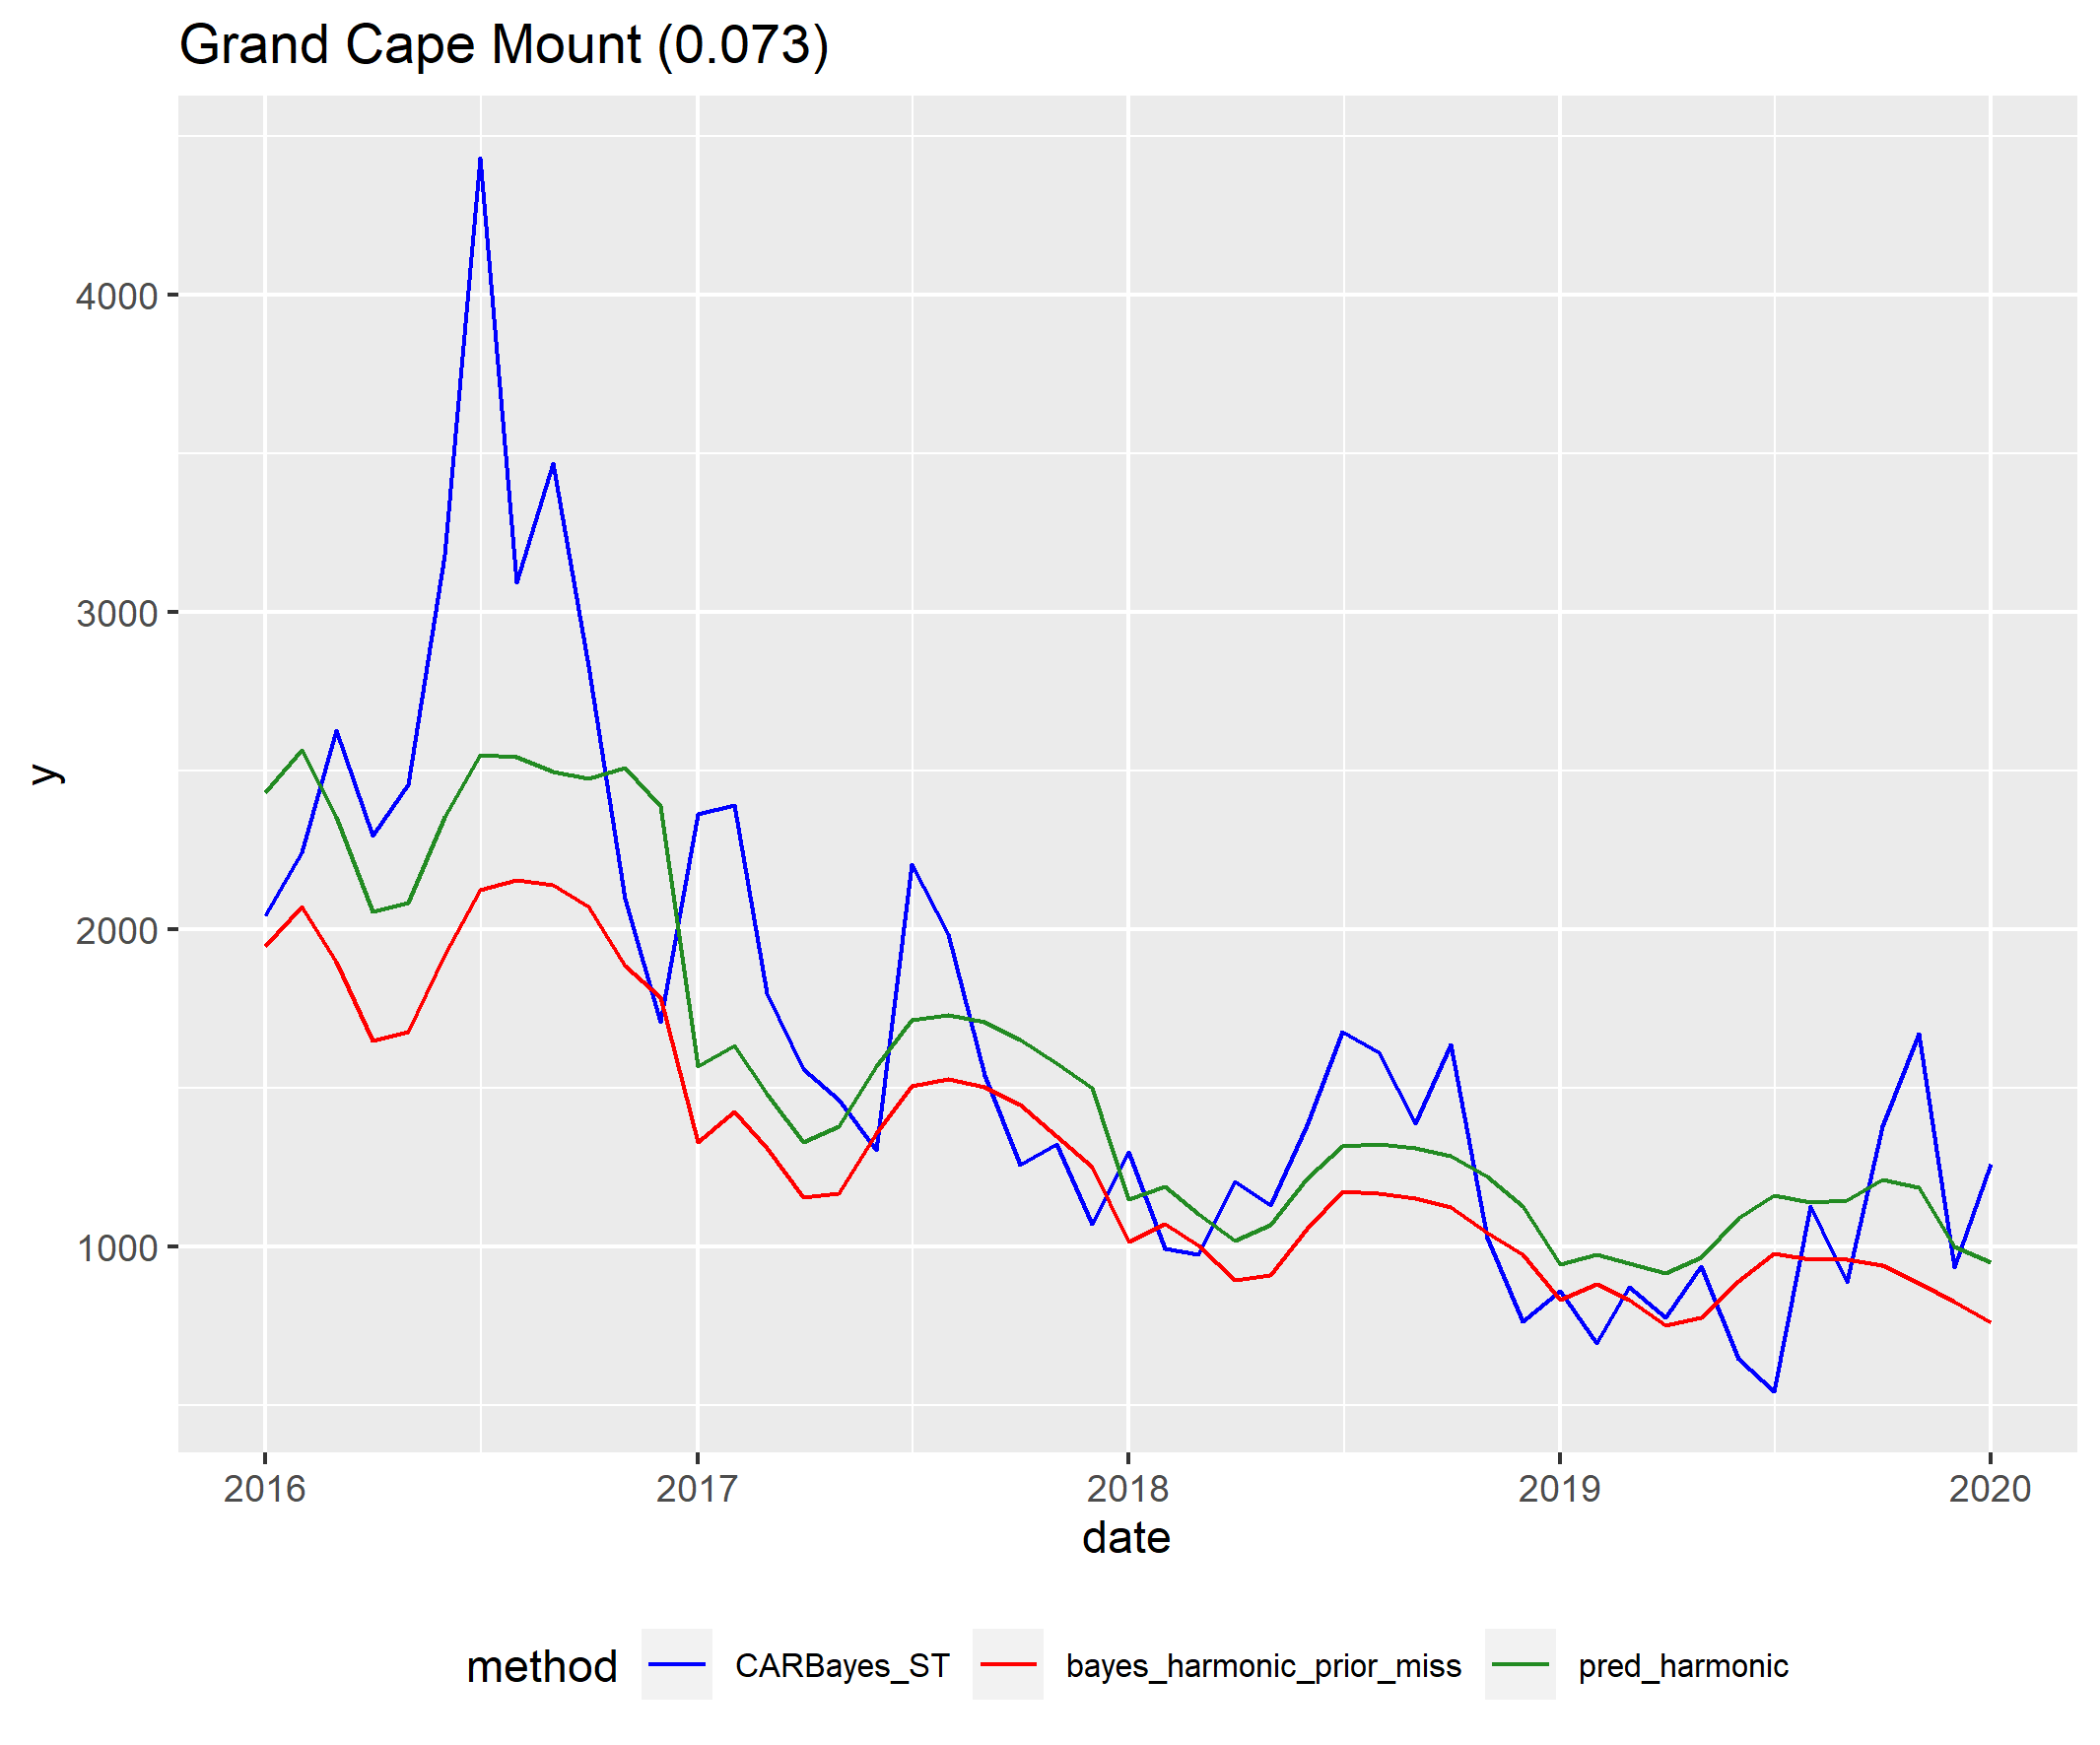 Grand Cape Mount (0.073)
4000
3000
2000
1000
y
2016 2017 2018 2019 2020
date
method CARBayes_ST bayes_harmonic_prior_miss pred_harmonic